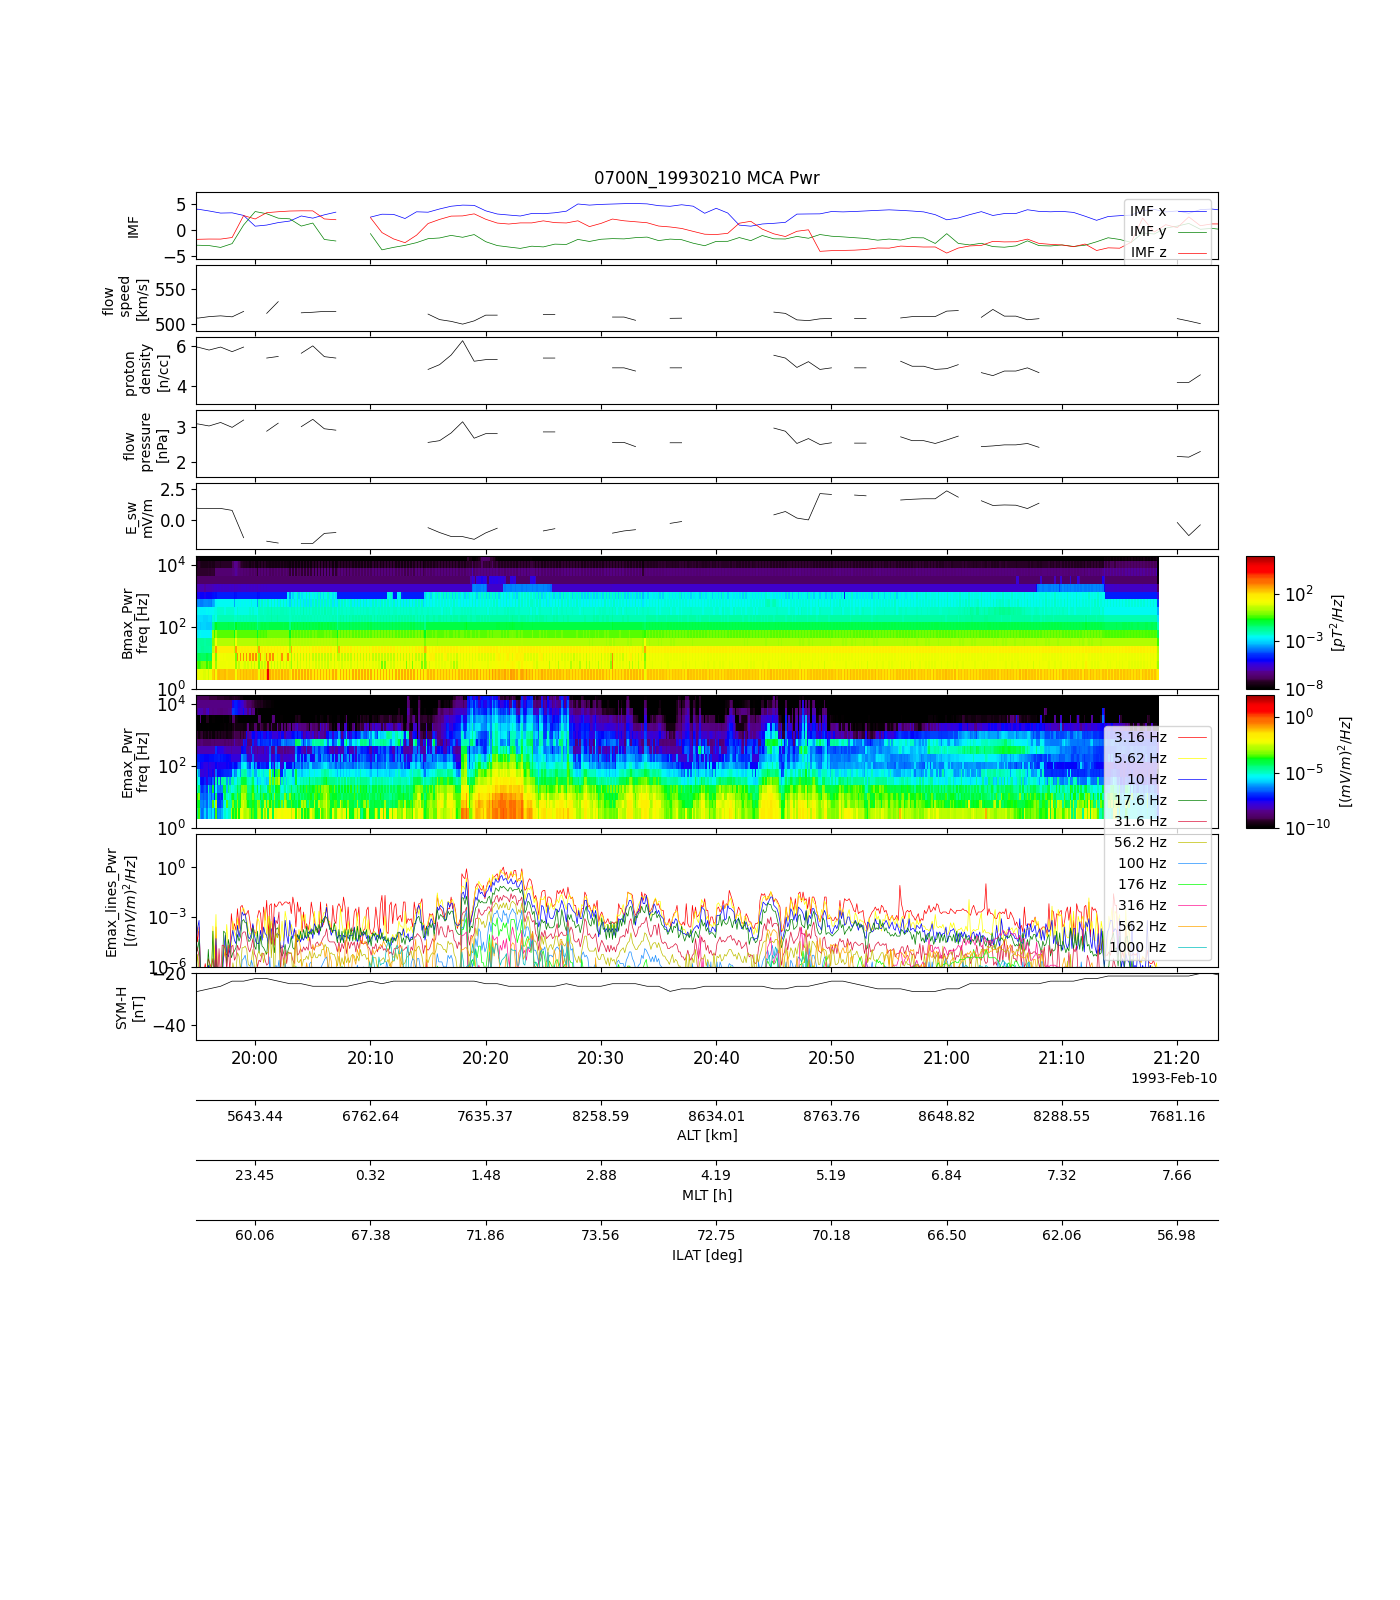 0700N_19930210 MCA Pwr
IMF
5
0
−5
IMF x
IMF y
IMF z
flow
speed
[km/s]
550
500
proton
density
[n/cc]
6
4
flow
pressure
[nPa]
3
2
E_sw
mV/m
2.5
0.0
Bmax_Pwr
freq [Hz]
10^4
10^2
10^0
10^2
10^−3
10^−8
[pT^2/Hz]
Emax_Pwr
freq [Hz]
10^4
10^2
10^0
10^0
10^−5
10^−10
[(mV/m)^2/Hz]
3.16 Hz
5.62 Hz
10 Hz
17.6 Hz
31.6 Hz
56.2 Hz
100 Hz
176 Hz
316 Hz
562 Hz
1000 Hz
Emax_lines_Pwr
[(mV/m)^2/Hz]
10^0
10^−3
10^−6
SYM-H
[nT]
−20
−40
20:00 20:10 20:20 20:30 20:40 20:50 21:00 21:10 21:20
1993-Feb-10
5643.44 6762.64 7635.37 8258.59 8634.01 8763.76 8648.82 8288.55 7681.16
ALT [km]
23.45 0.32 1.48 2.88 4.19 5.19 6.84 7.32 7.66
MLT [h]
60.06 67.38 71.86 73.56 72.75 70.18 66.50 62.06 56.98
ILAT [deg]